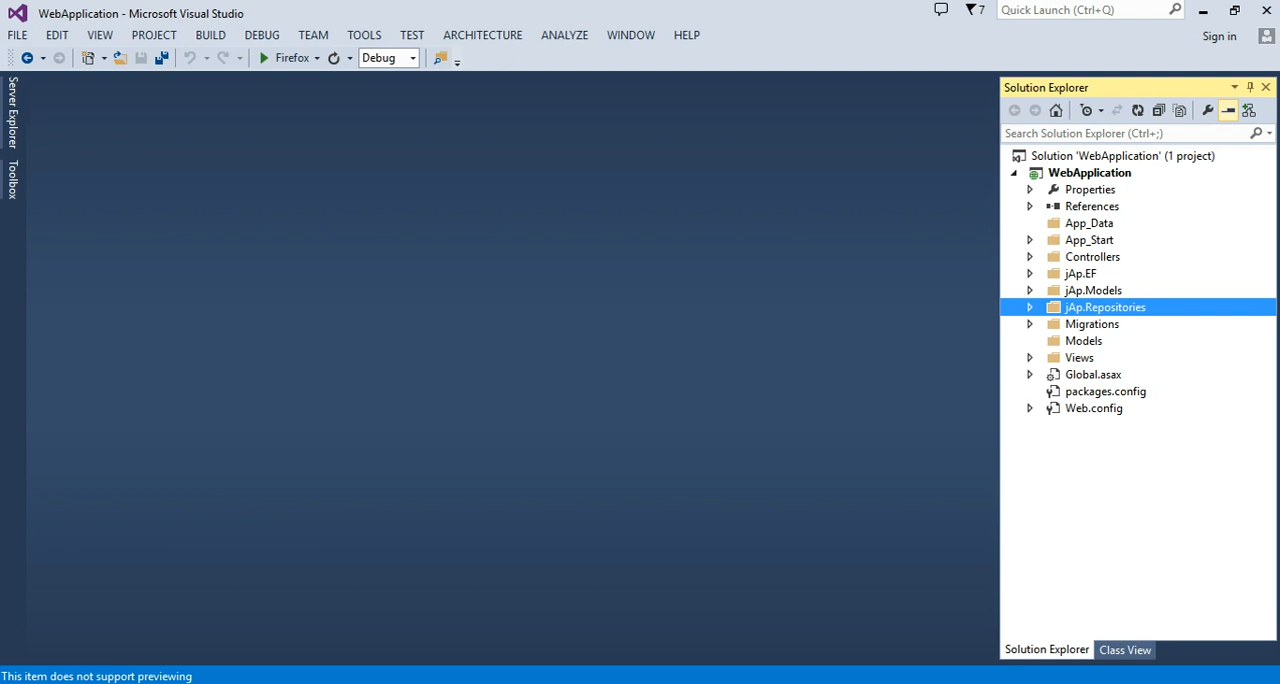 WebApplication - Microsoft Visual Studio
7
Quick Launch (Ctrl+Q)
FILE EDIT VIEW PROJECT BUILD DEBUG TEAM TOOLS TEST ARCHITECTURE ANALYZE WINDOW HELP
Sign in
Firefox
Debug
Server Explorer
Toolbox
Solution Explorer
Search Solution Explorer (Ctrl+;)
Solution 'WebApplication' (1 project)
WebApplication
Properties
References
App_Data
App_Start
Controllers
jAp.EF
jAp.Models
jAp.Repositories
Migrations
Models
Views
Global.asax
packages.config
Web.config
Solution Explorer Class View
This item does not support previewing